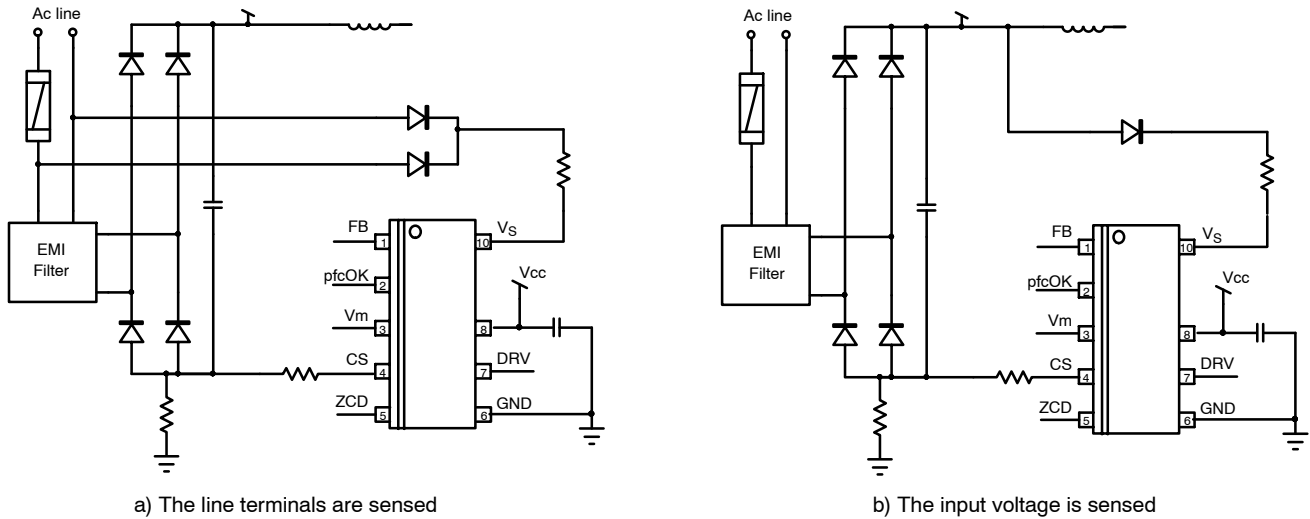 Ac line
EMI
Filter
FB
1
pfcOK
2
Vm
3
CS
4
ZCD
5
VS
10
Vcc
8
DRV
7
GND
6
a) The line terminals are sensed
Ac line
EMI
Filter
FB
1
pfcOK
2
Vm
3
CS
4
ZCD
5
VS
10
Vcc
8
DRV
7
GND
6
b) The input voltage is sensed